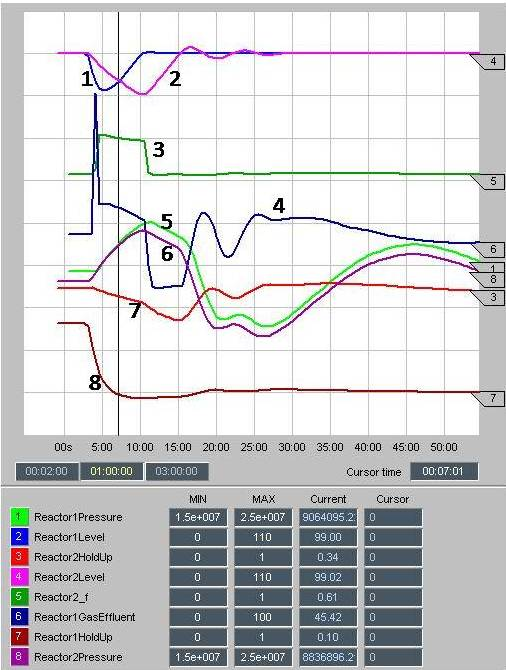 1
2
4
3
5
4
5
6
6
1
8
7
3
8
7
00s 5:00 10:00 15:00 20:00 25:00 30:00 35:00 40:00 45:00 50:00
00:02:00 01:00:00 03:00:00 Cursor time 00:07:01
MIN MAX Current Cursor
1 Reactor1Pressure 1.5e+007 2.5e+007 9064095.2 0
2 Reactor1Level 0 110 99.00 0
3 Reactor2HoldUp 0 1 0.34 0
4 Reactor2Level 0 110 99.02 0
5 Reactor2_f 0 1 0.61 0
6 Reactor1GasEffluent 0 100 45.42 0
7 Reactor1HoldUp 0 1 0.10 0
8 Reactor2Pressure 1.5e+007 2.5e+007 8836896.2 0